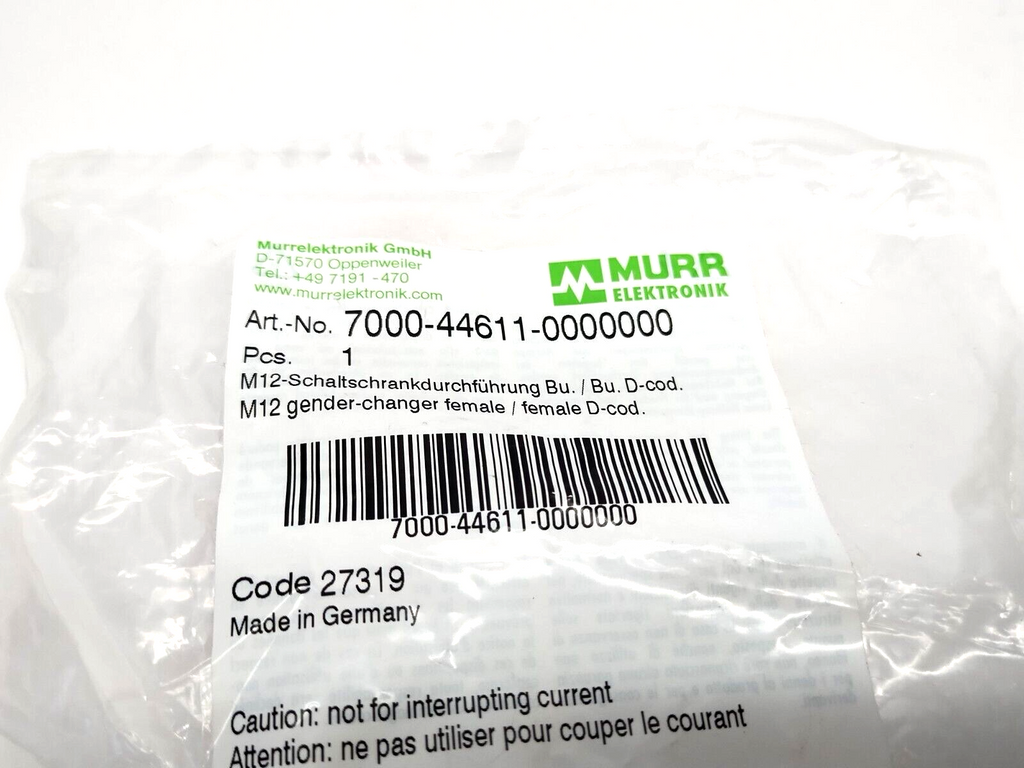 Murrelektronik GmbH
D-71570 Oppenweiler
Tel.: +49 7191 -470
www.murrelektronik.com
MURR
ELEKTRONIK
Art.-No. 7000-44611-0000000
Pcs. 1
M12-Schaltschrankdurchführung Bu. / Bu. D-cod.
M12 gender-changer female / female D-cod.
7000-44611-0000000
Code 27319
Made in Germany
Caution: not for interrupting current
Attention: ne pas utiliser pour couper le courant